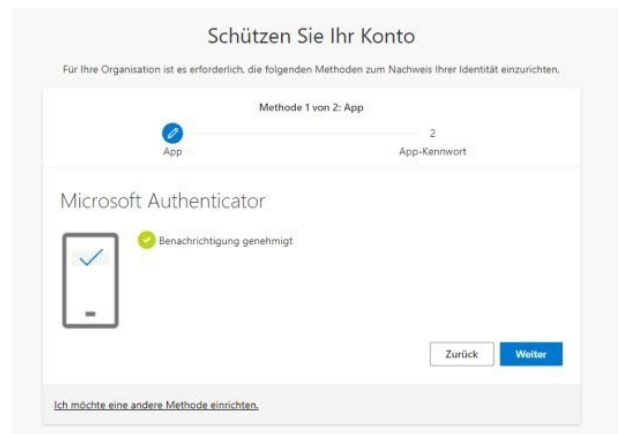 Schützen Sie Ihr Konto
Für Ihre Organisation ist es erforderlich, die folgenden Methoden zum Nachweis Ihrer Identität einzurichten.
Methode 1 von 2: App
App
2
App-Kennwort
Microsoft Authenticator
Benachrichtigung genehmigt
Zurück
Weiter
Ich möchte eine andere Methode einrichten.